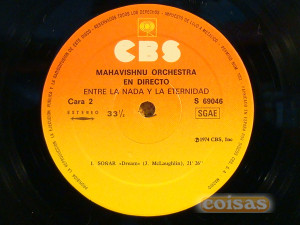 CBS
MAHAVISHNU ORCHESTRA
EN DIRECTO
ENTRE LA NADA Y LA ETERNIDAD
Cara 2
S 69046
ESTEREO 33⅓
SGAE
℗1974 CBS, Inc
1. SOÑAR «Dream» (J. McLaughlin), 21' 26"
coisas